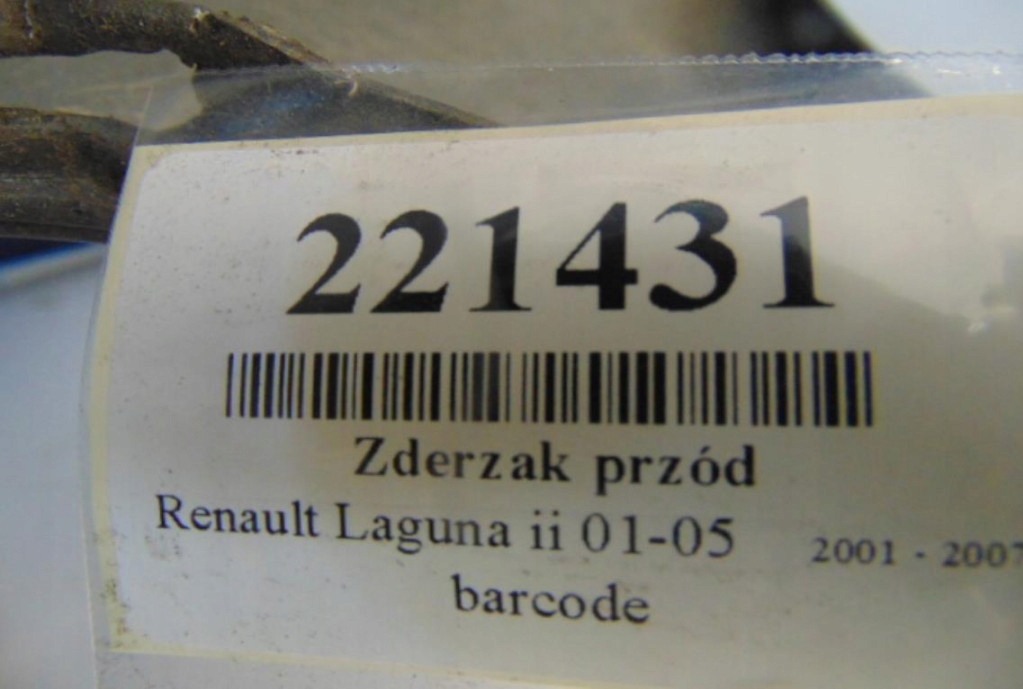 221431
Zderzak przód
Renault Laguna ii 01-05 2001 - 2007
barcode